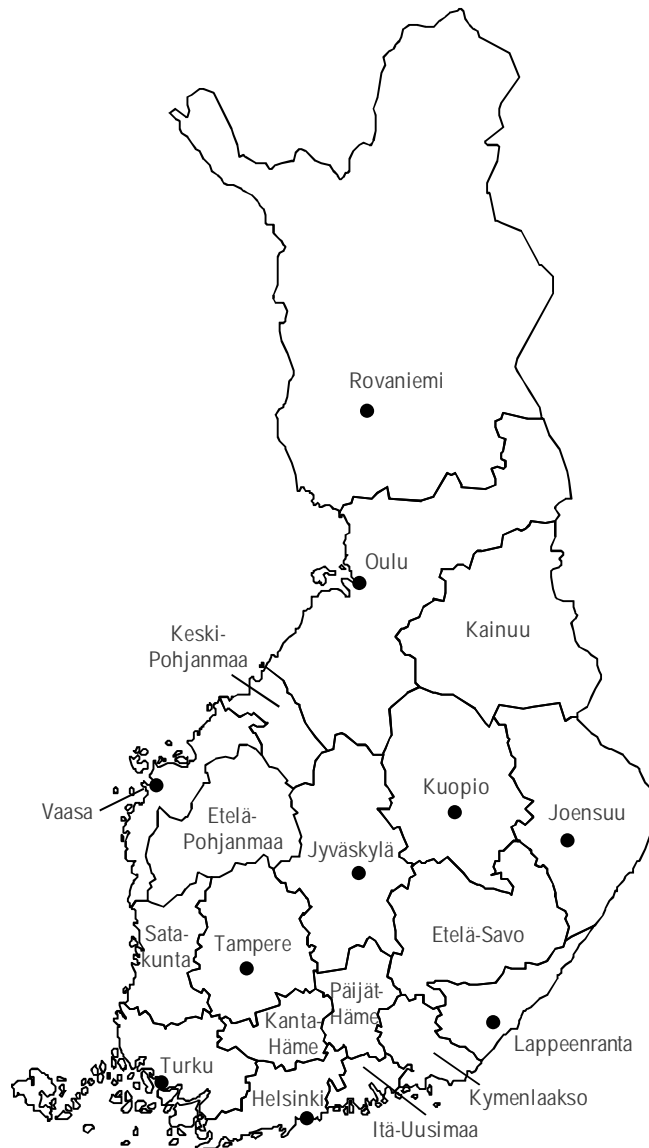 Rovaniemi
Oulu
Kainuu
Keski-
Pohjanmaa
Vaasa
Etelä-
Pohjanmaa
Kuopio
Joensuu
Jyväskylä
Sata-
kunta
Tampere
Etelä-Savo
Päijät-
Häme
Kanta-
Häme
Lappeenranta
Turku
Helsinki
Kymenlaakso
Itä-Uusimaa